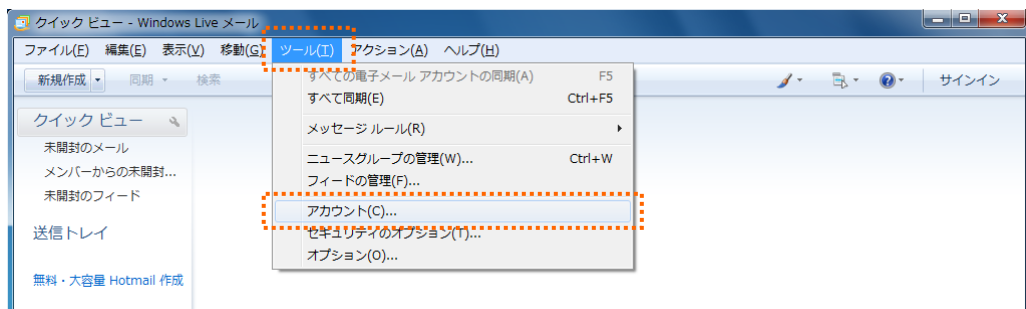 クイック ビュー - Windows Live メール
ファイル(F) 編集(E) 表示(V) 移動(G) ツール(T) アクション(A) ヘルプ(H)
新規作成 同期 検索 サインイン
すべての電子メール アカウントの同期(A) F5
すべて同期(E) Ctrl+F5
メッセージ ルール(R)
ニュースグループの管理(W)... Ctrl+W
フィードの管理(F)...
アカウント(C)...
セキュリティのオプション(T)...
オプション(O)...
クイック ビュー
未開封のメール
メンバーからの未開封...
未開封のフィード
送信トレイ
無料・大容量 Hotmail 作成